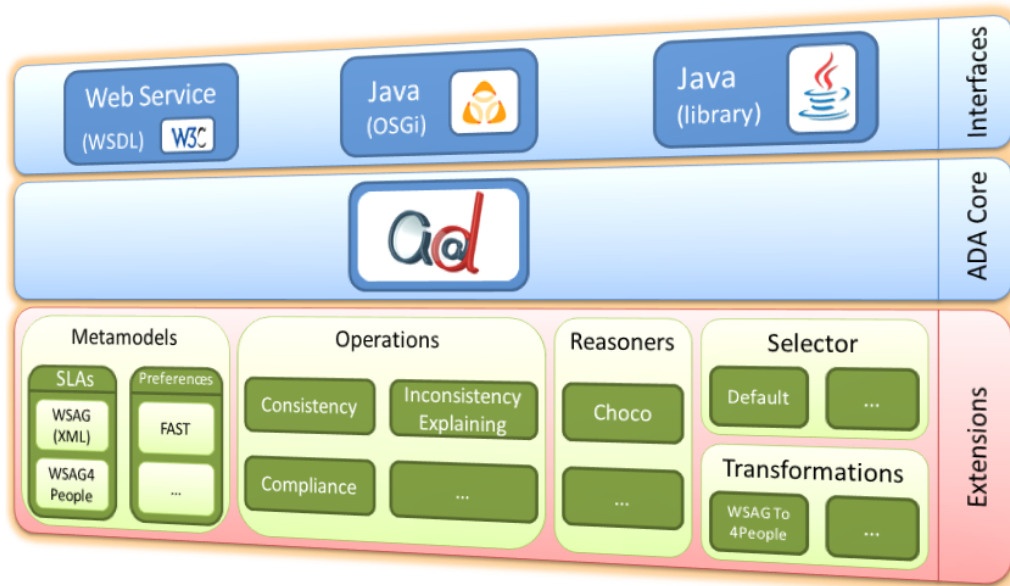 Web Service
(WSDL) W3C
Java
(OSGi)
Java
(library)
Interfaces
a@d
ADA Core
Metamodels
SLAs
WSAG
(XML)
WSAG4
People
Preferences
FAST
...
Operations
Consistency
Inconsistency
Explaining
Compliance
...
Reasoners
Choco
...
Selector
Default
...
Transformations
WSAG To
4People
...
Extensions